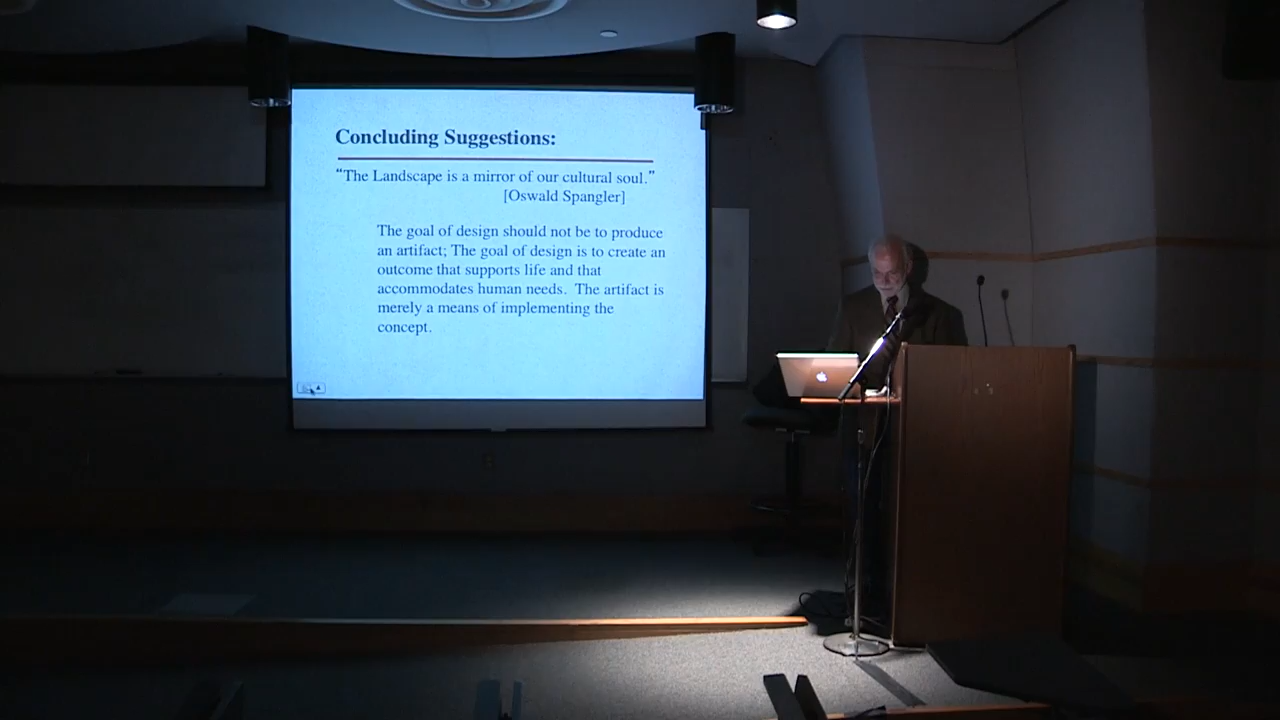 Concluding Suggestions:
“The Landscape is a mirror of our cultural soul.”
[Oswald Spangler]
The goal of design should not be to produce
an artifact; The goal of design is to create an
outcome that supports life and that
accommodates human needs. The artifact is
merely a means of implementing the
concept.